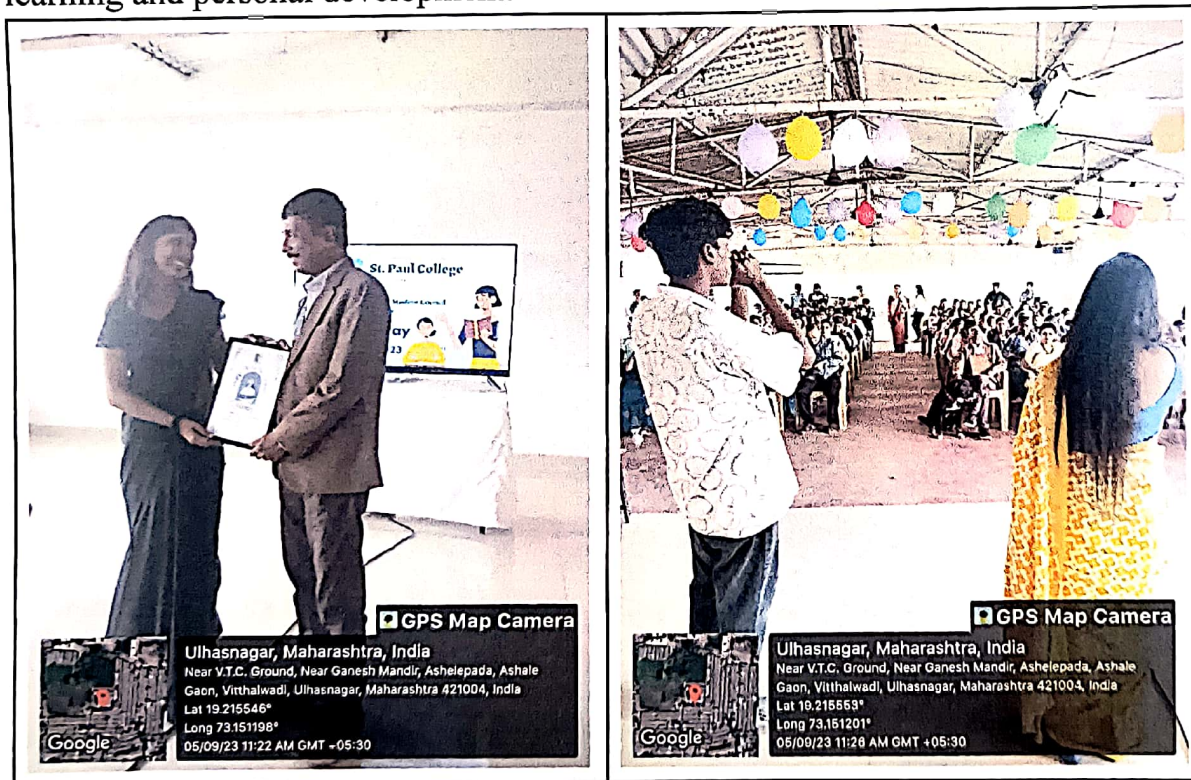 learning and personal development.
St. Paul College
Student Council
ay
23
GPS Map Camera
Ulhasnagar, Maharashtra, India
Near V.T.C. Ground, Near Ganesh Mandir, Ashelepada, Ashale
Gaon, Vitthalwadi, Ulhasnagar, Maharashtra 421004, India
Lat 19.215546°
Long 73.151198°
05/09/23 11:22 AM GMT +05:30
Google
GPS Map Camera
Ulhasnagar, Maharashtra, India
Near V.T.C. Ground, Near Ganesh Mandir, Ashelepada, Ashale
Gaon, Vitthalwadi, Ulhasnagar, Maharashtra 421004, India
Lat 19.215553°
Long 73.151201°
05/09/23 11:26 AM GMT +05:30
Google